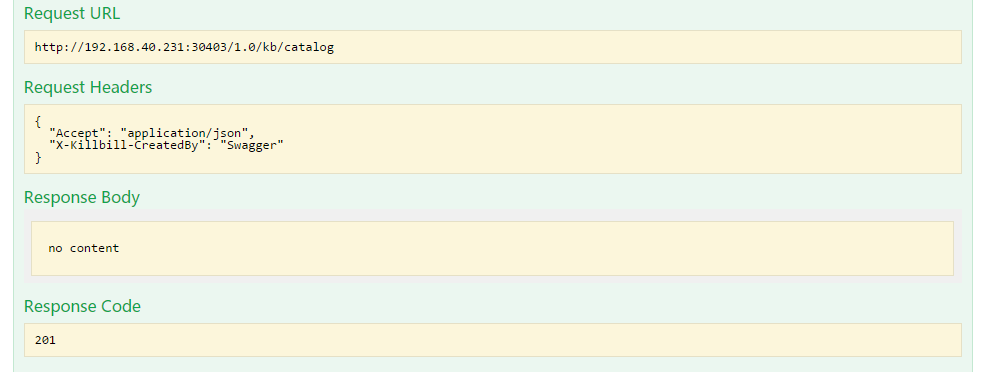 Request URL
http://192.168.40.231:30403/1.0/kb/catalog
Request Headers
{
  "Accept": "application/json",
  "X-Killbill-CreatedBy": "Swagger"
}
Response Body
no content
Response Code
201